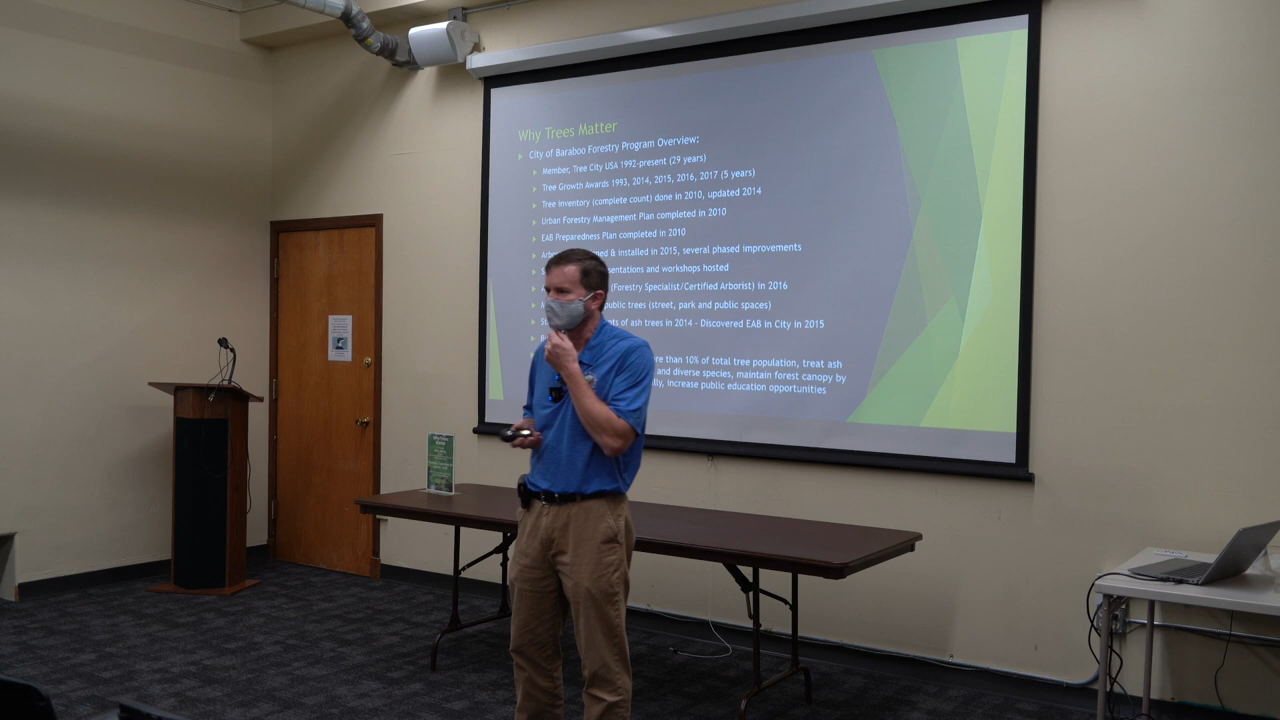 Why Trees Matter
City of Baraboo Forestry Program Overview:
Member, Tree City USA 1992-present (29 years)
Tree Growth Awards 1993, 2014, 2015, 2016, 2017 (5 years)
Tree inventory (complete count) done in 2010, updated 2014
Urban Forestry Management Plan completed in 2010
EAB Preparedness Plan completed in 2010
& installed in 2015, several phased improvements
and workshops hosted
(Forestry Specialist/Certified Arborist) in 2016
public trees (street, park and public spaces)
of ash trees in 2014 - Discovered EAB in City in 2015
than 10% of total tree population, treat ash
and diverse species, maintain forest canopy by
increase public education opportunities
Why Trees
Matter